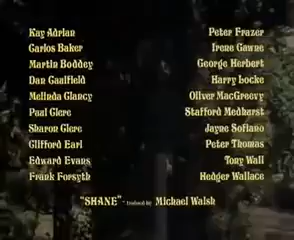 Kay Adrian Peter Frazer
Carlos Baker Irene Gawne
Martin Boddey George Herbert
Dan Caulfield Harry Locke
Melinda Clancy Oliver MacGreevy
Paul Clere Stafford Medhurst
Sharon Clere Jayne Sofiano
Clifford Earl Peter Thomas
Edward Evans Tony Wall
Frank Forsyth Hedger Wallace
"SHANE" - trained by Michael Walsh